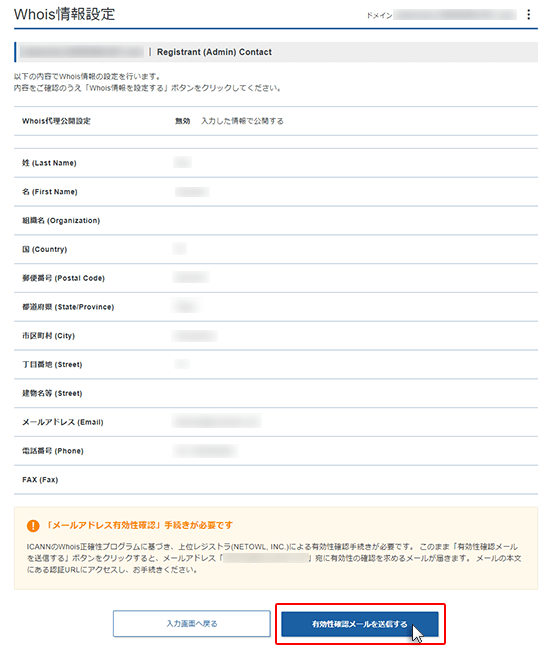 Whois情報設定
ドメイン
| Registrant (Admin) Contact
以下の内容でWhois情報の設定を行います。
内容をご確認のうえ「Whois情報を設定する」ボタンをクリックしてください。
Whois代理公開設定 無効 入力した情報で公開する
姓 (Last Name)
名 (First Name)
組織名 (Organization)
国 (Country)
郵便番号 (Postal Code)
都道府県 (State/Province)
市区町村 (City)
丁目番地 (Street)
建物名等 (Street)
メールアドレス (Email)
電話番号 (Phone)
FAX (Fax)
「メールアドレス有効性確認」手続きが必要です
ICANNのWhois正確性プログラムに基づき、上位レジストラ(NETOWL, INC.)による有効性確認手続きが必要です。 このまま「有効性確認メール
を送信する」ボタンをクリックすると、メールアドレス「 」宛に有効性の確認を求めるメールが届きます。 メールの本文
にある認証URLにアクセスし、お手続きください。
入力画面へ戻る
有効性確認メールを送信する